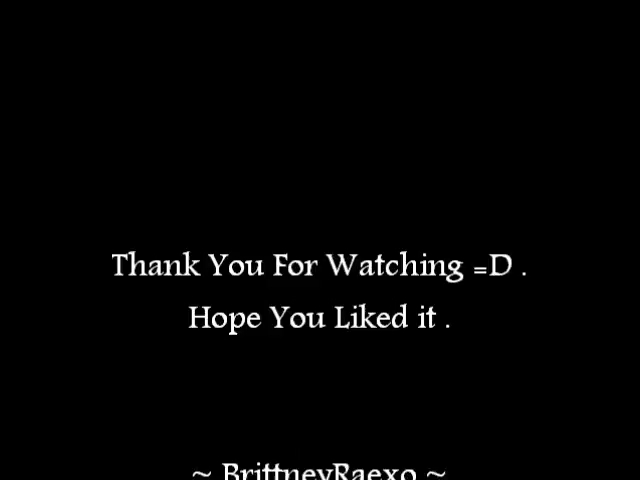 Thank You For Watching =D .
Hope You Liked it .
~ BrittneyRaexo ~